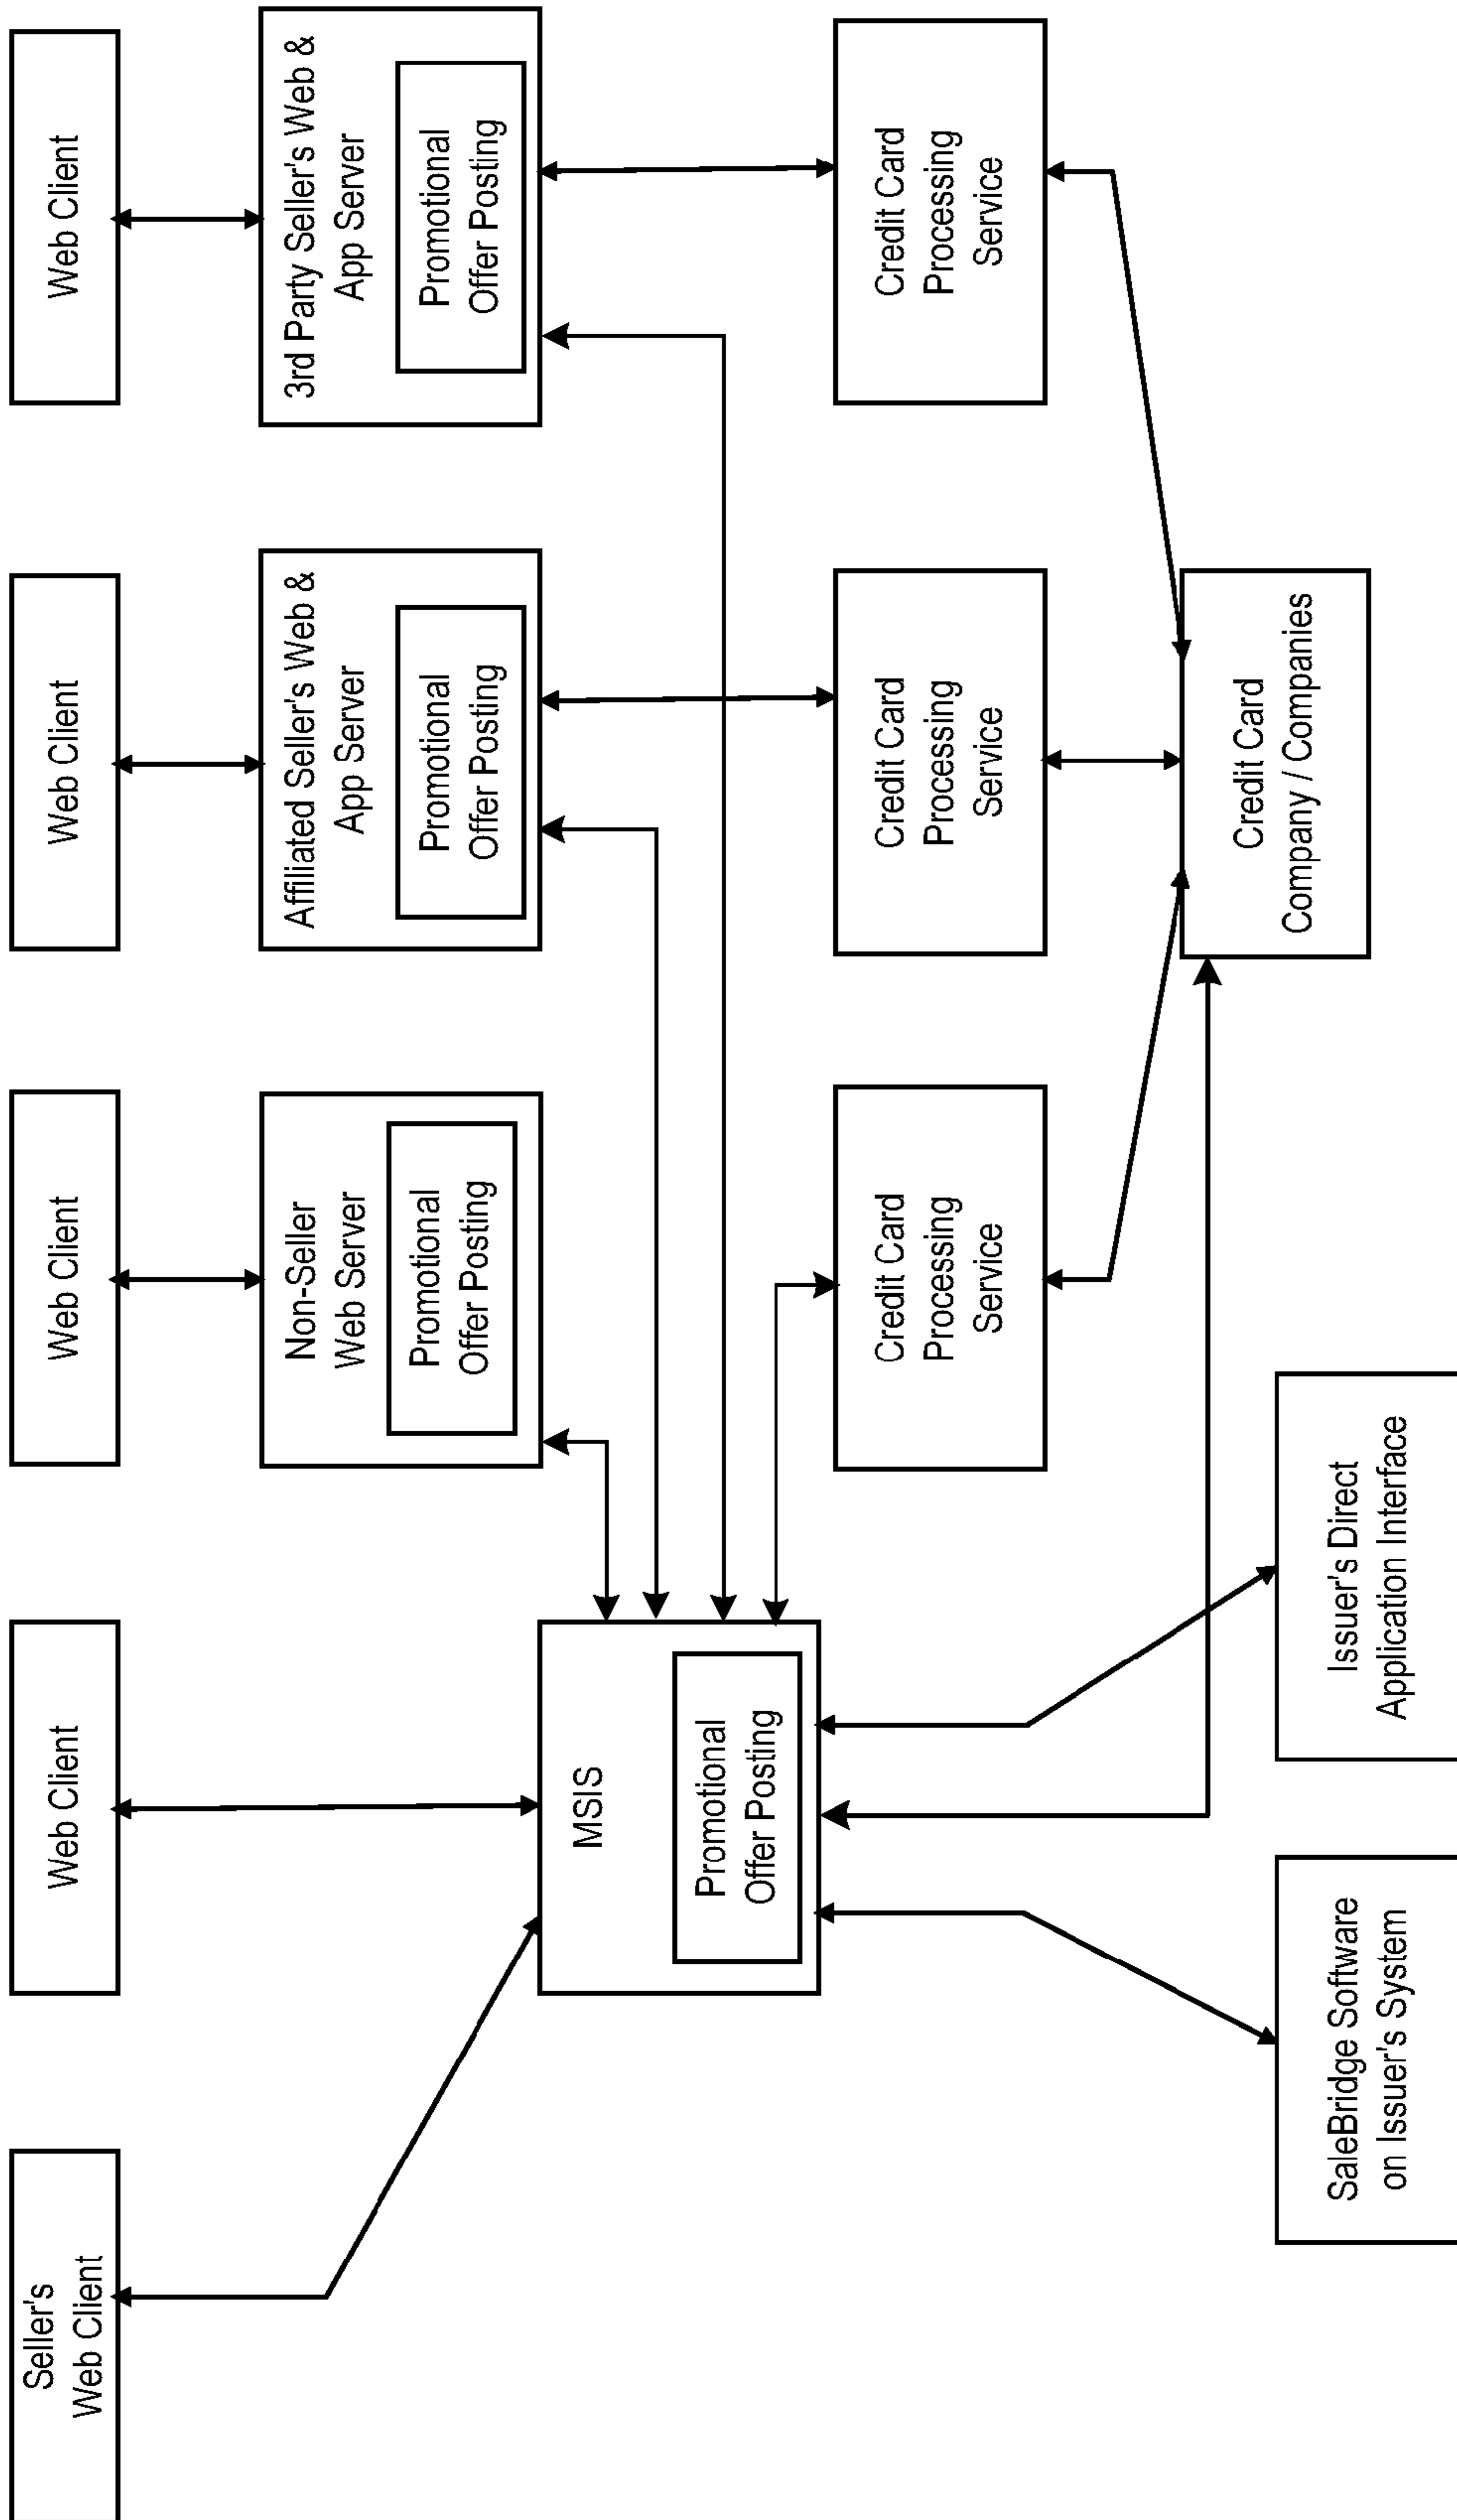 Seller's
Web Client
Web Client
Web Client
Web Client
Web Client
Non-Seller
Web Server
Promotional
Offer Posting
Affiliated Seller's Web &
App Server
Promotional
Offer Posting
3rd Party Seller's Web &
App Server
Promotional
Offer Posting
MSIS
Promotional
Offer Posting
Credit Card
Processing
Service
Credit Card
Processing
Service
Credit Card
Processing
Service
Credit Card
Company / Companies
SaleBridge Software
on Issuer's System
Issuer's Direct
Application Interface